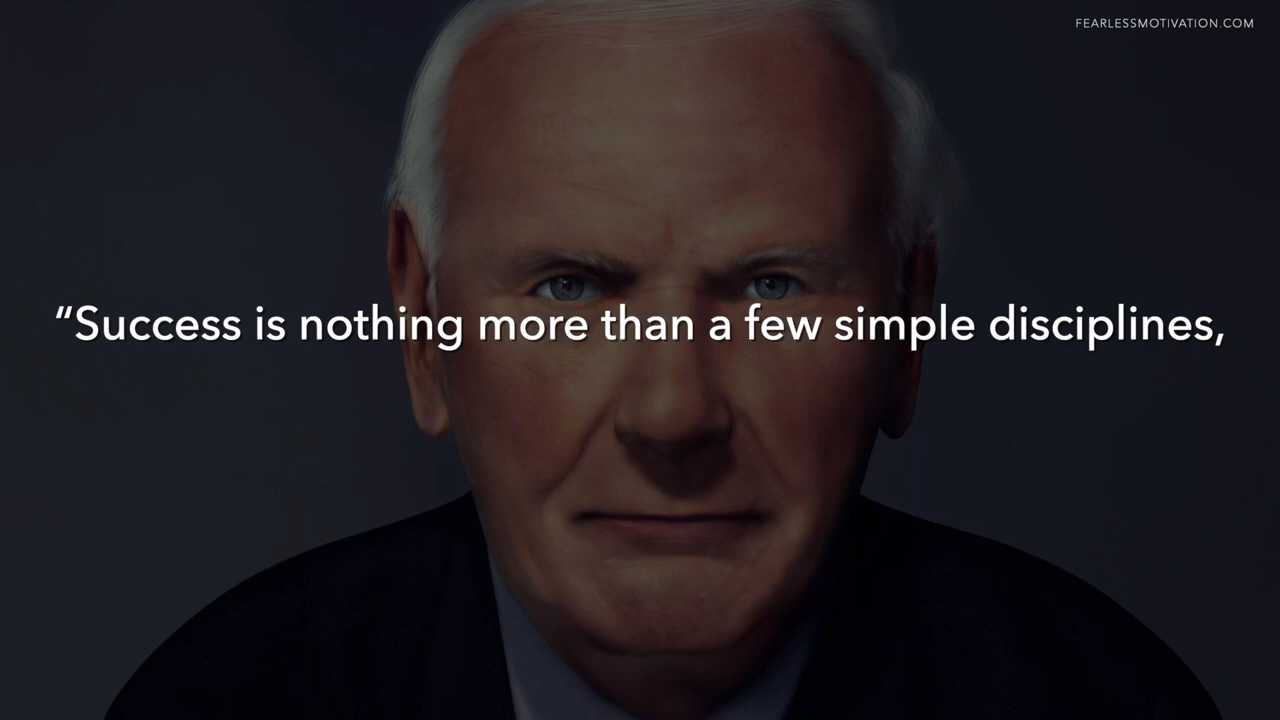 FEARLESSMOTIVATION.COM
“Success is nothing more than a few simple disciplines,